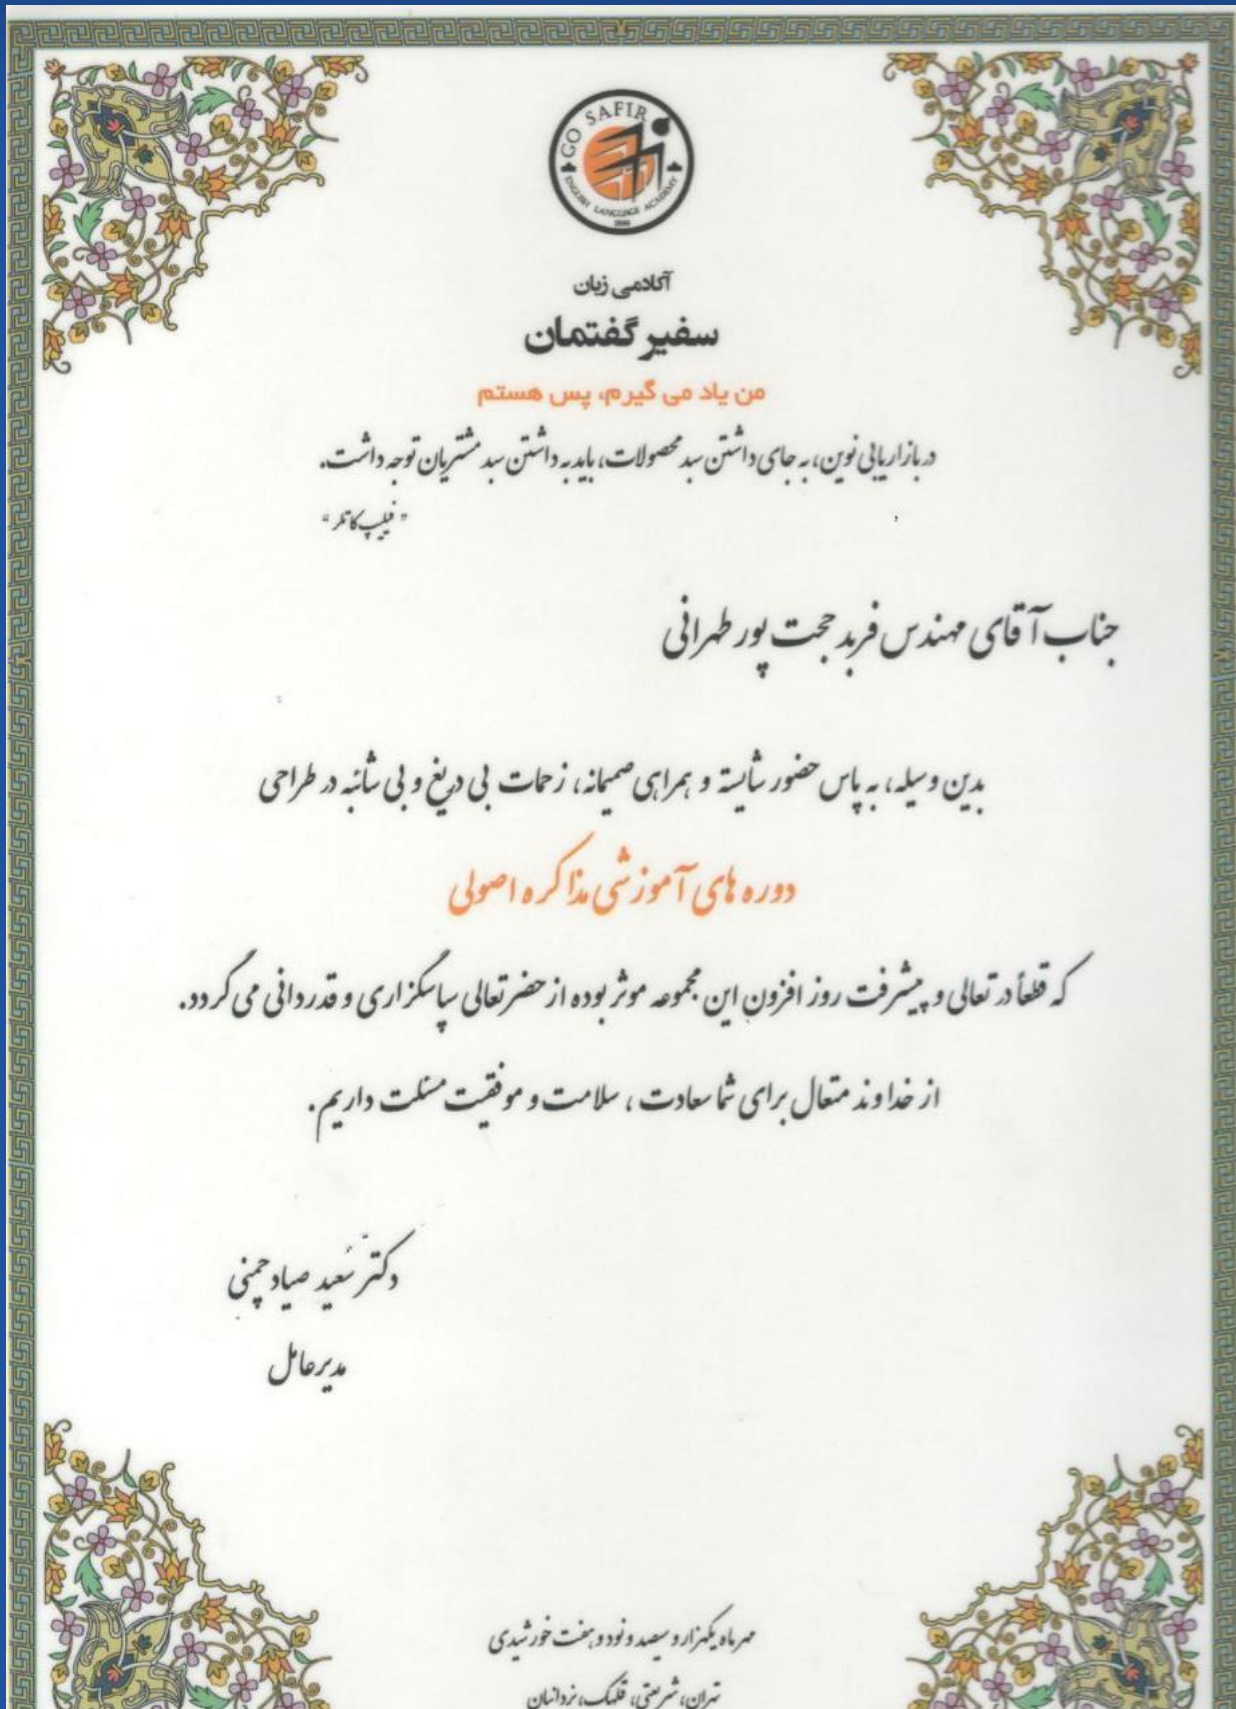 GO SAFIR
ENGLISH LANGUAGE ACADEMY
آکادمی زبان
سفیر گفتمان
من یاد می گیرم، پس هستم
در بازاریابی نوین، به جای داشتن سبد محصولات، باید به داشتن سبد مشتریان توجه داشت.
"فیلیپ کاتلر"
جناب آقای مهندس فربد حجت پور طهرانی
بدین وسیله، به پاس حضور شایسته و همراهی صمیمانه، زحمات بی دریغ و بی شائبه در طراحی
دوره های آموزشی مذاکره اصولی
که قطعاً در تعالی و پیشرفت روز افزون این مجموعه موثر بوده از حضرتعالی سپاسگزاری و قدردانی می گردد.
از خداوند متعال برای شما سعادت ، سلامت و موفقیت مسئلت داریم.
دکتر سعید صیاد چمنی
مدیرعامل
مهرماه یکهزار و سیصد و نود و هفت خورشیدی
تهران، شریعتی، قلهک، یزدانیان